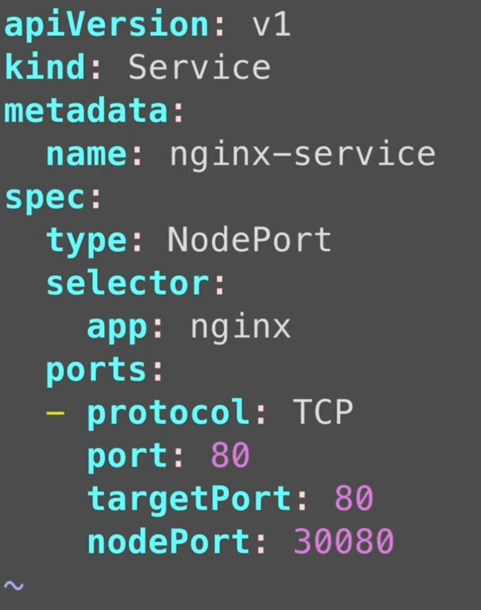 apiVersion: v1
kind: Service
metadata:
  name: nginx-service
spec:
  type: NodePort
  selector:
    app: nginx
  ports:
  - protocol: TCP
    port: 80
    targetPort: 80
    nodePort: 30080
~